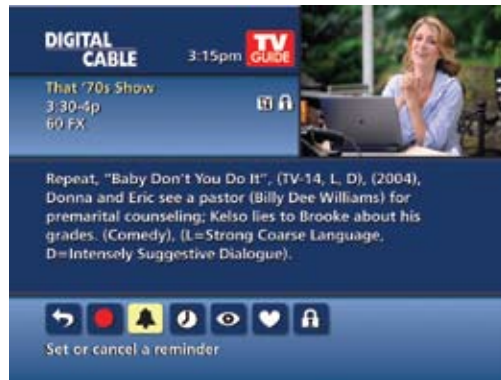 DIGITAL
CABLE
3:15pm
TV
GUIDE
That '70s Show
3:30-4p
60 FX
Repeat, "Baby Don't You Do It", (TV-14, L, D), (2004),
Donna and Eric see a pastor (Billy Dee Williams) for
premarital counseling; Kelso lies to Brooke about his
grades. (Comedy), (L=Strong Coarse Language,
D=Intensely Suggestive Dialogue).
Set or cancel a reminder